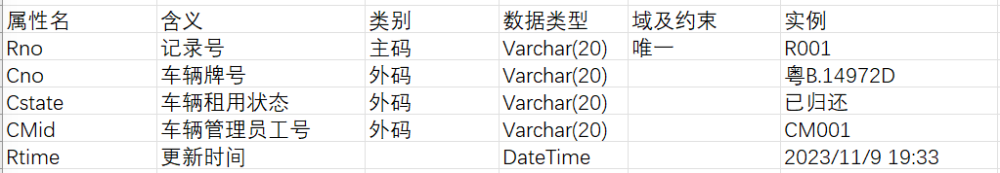 属性名 含义 类别 数据类型 域及约束 实例
Rno 记录号 主码 Varchar(20) 唯一 R001
Cno 车辆牌号 外码 Varchar(20) 粤B.14972D
Cstate 车辆租用状态 外码 Varchar(20) 已归还
CMid 车辆管理员工号 外码 Varchar(20) CM001
Rtime 更新时间 DateTime 2023/11/9 19:33